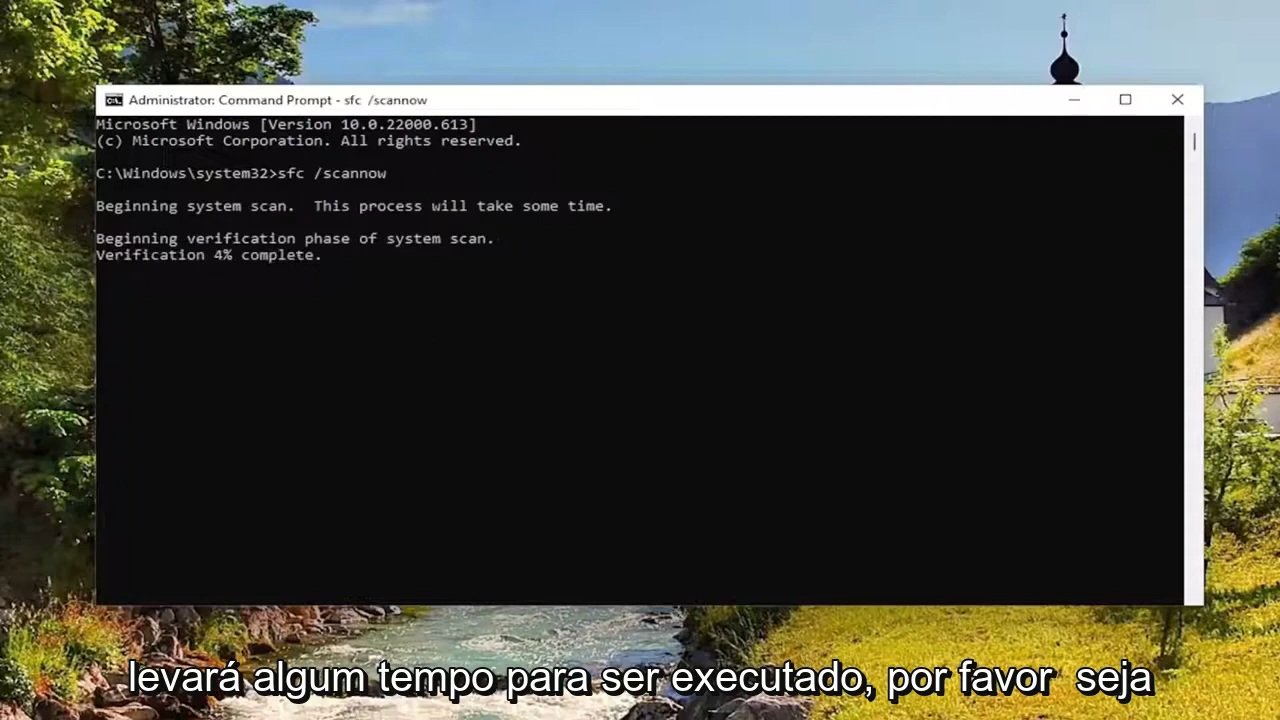 Administrator: Command Prompt - sfc  /scannow
Microsoft Windows [Version 10.0.22000.613]
(c) Microsoft Corporation. All rights reserved.
C:\Windows\system32>sfc /scannow
Beginning system scan.  This process will take some time.
Beginning verification phase of system scan.
Verification 4% complete.
levará algum tempo para ser executado, por favor  seja